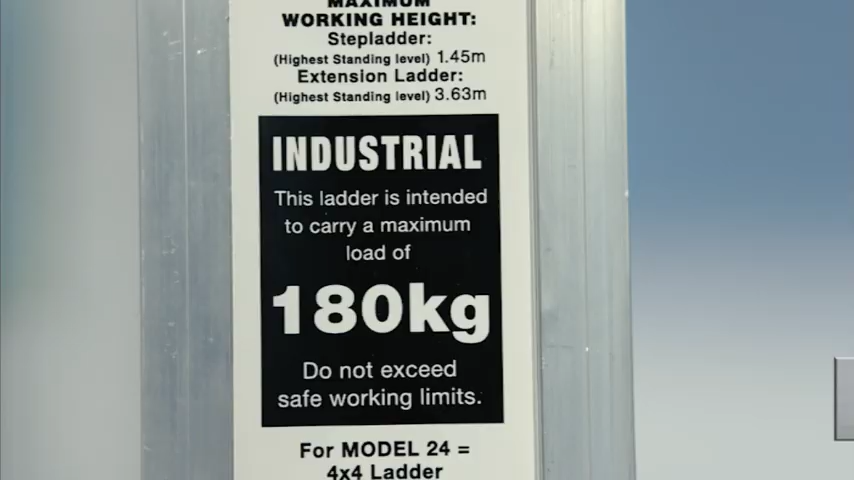 MAXIMUM
WORKING HEIGHT:
Stepladder:
(Highest Standing level) 1.45m
Extension Ladder:
(Highest Standing level) 3.63m
INDUSTRIAL
This ladder is intended
to carry a maximum
load of
180kg
Do not exceed
safe working limits.
For MODEL 24 =
4x4 Ladder